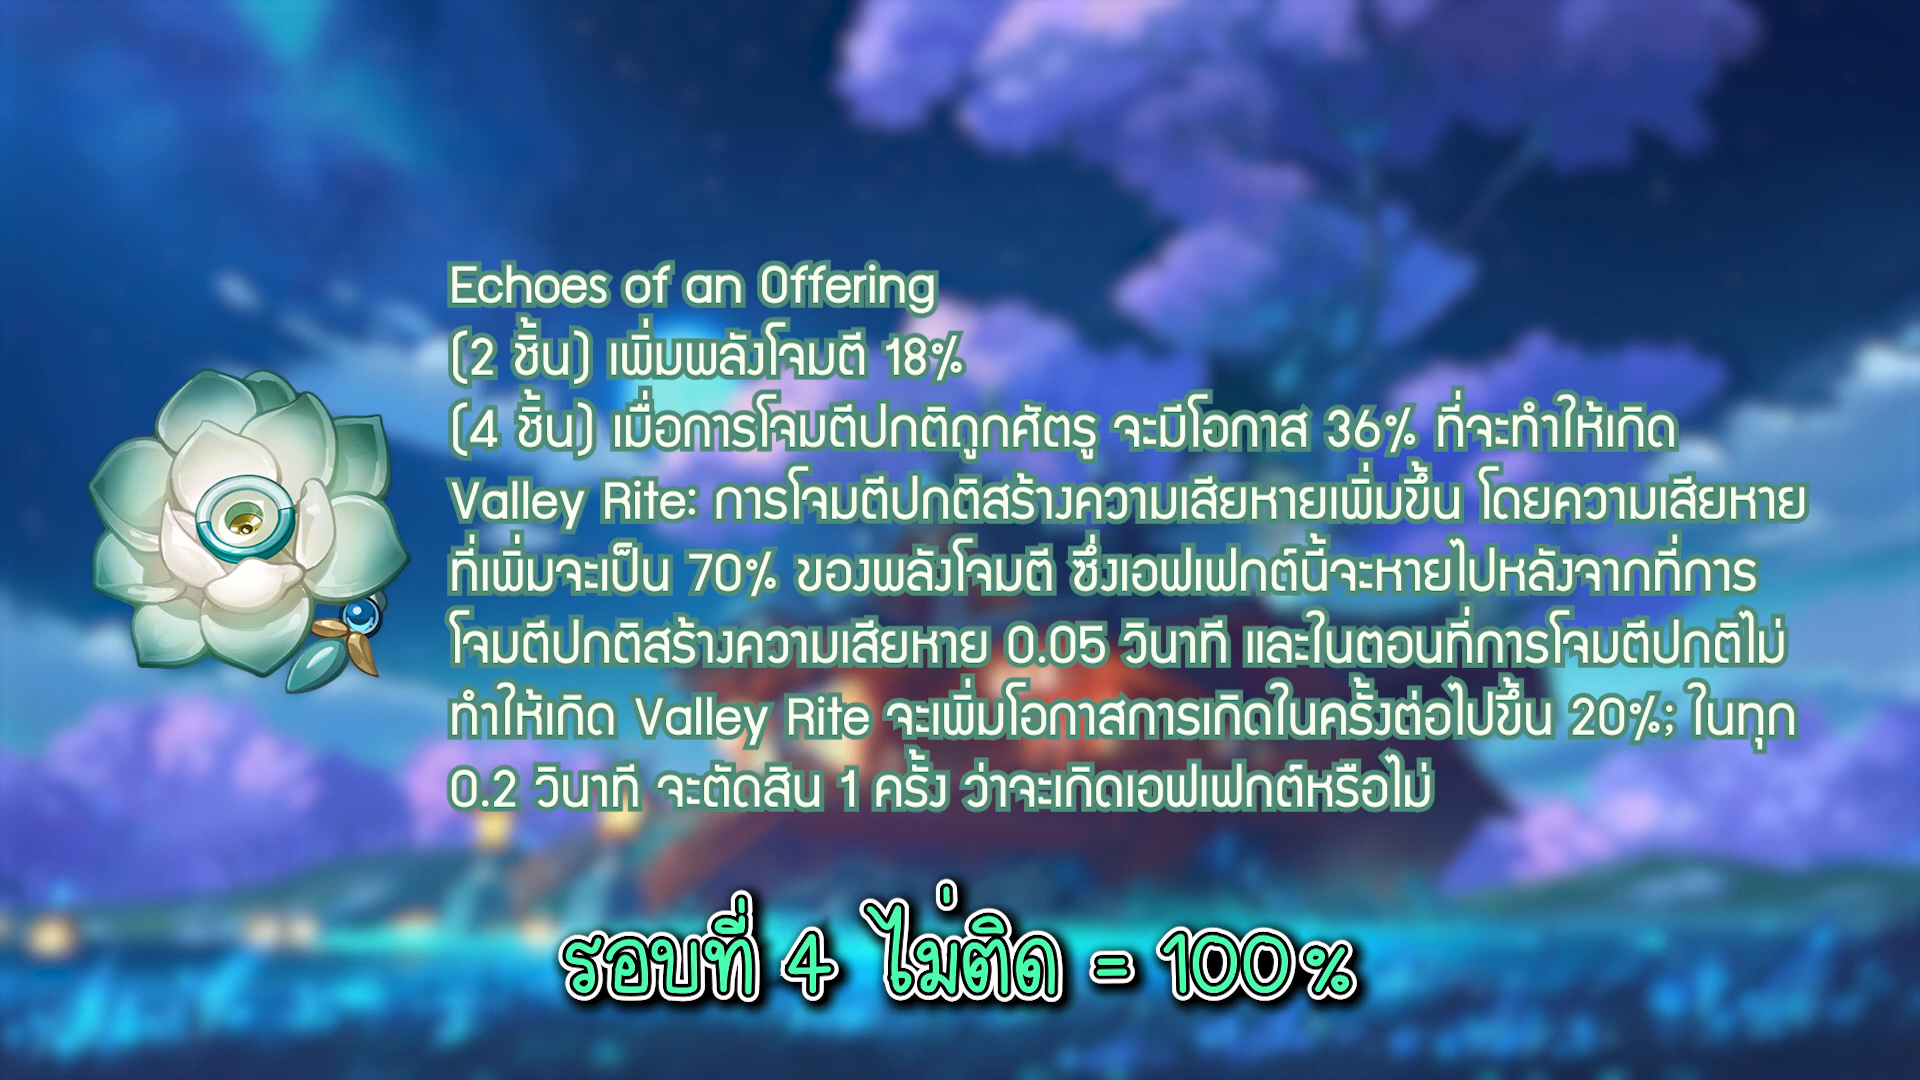 Echoes of an Offering
(2 ชิ้น) เพิ่มพลังโจมตี 18%
(4 ชิ้น) เมื่อการโจมตีปกติถูกศัตรู จะมีโอกาส 36% ที่จะทำให้เกิด
Valley Rite: การโจมตีปกติสร้างความเสียหายเพิ่มขึ้น โดยความเสียหาย
ที่เพิ่มจะเป็น 70% ของพลังโจมตี ซึ่งเอฟเฟกต์นี้จะหายไปหลังจากที่การ
โจมตีปกติสร้างความเสียหาย 0.05 วินาที และในตอนที่การโจมตีปกติไม่
ทำให้เกิด Valley Rite จะเพิ่มโอกาสการเกิดในครั้งต่อไปขึ้น 20%; ในทุก
0.2 วินาที จะตัดสิน 1 ครั้ง ว่าจะเกิดเอฟเฟกต์หรือไม่
รอบที่ 4 ไม่ติด = 100%